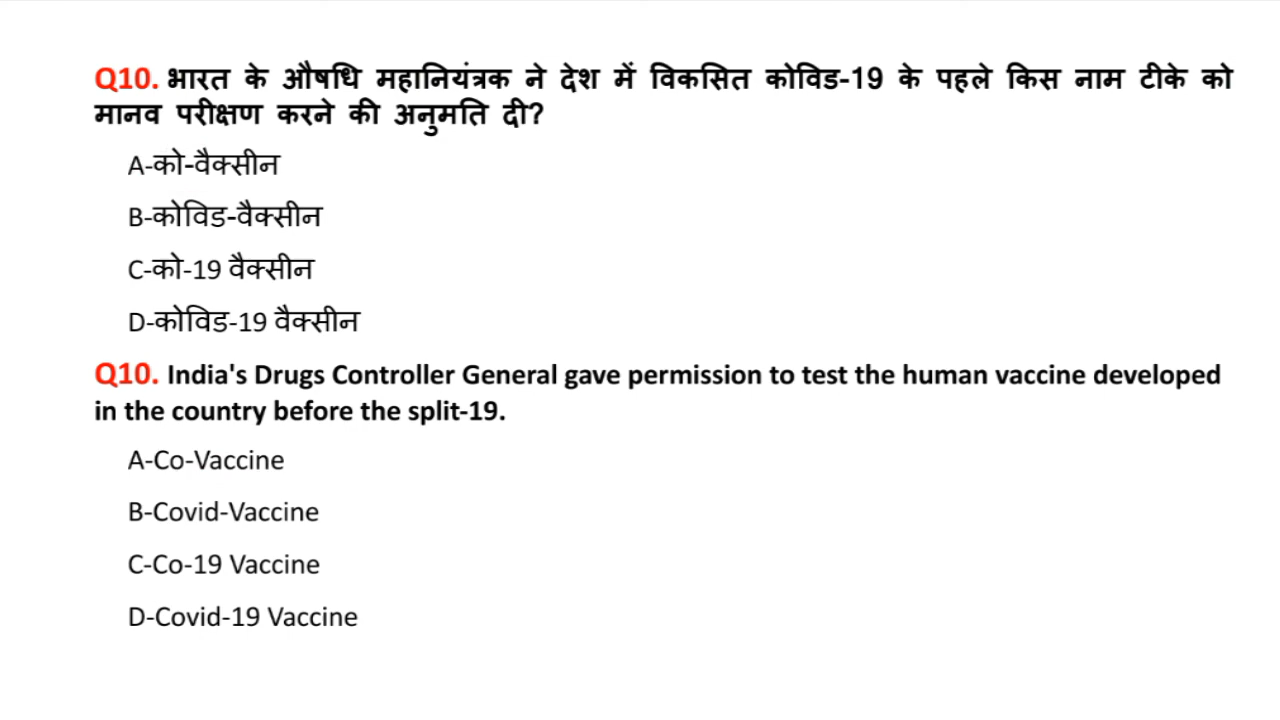 Q10. भारत के औषधि महानियंत्रक ने देश में विकसित कोविड-19 के पहले किस नाम टीके को
मानव परीक्षण करने की अनुमति दी?
A-को-वैक्सीन
B-कोविड-वैक्सीन
C-को-19 वैक्सीन
D-कोविड-19 वैक्सीन
Q10. India's Drugs Controller General gave permission to test the human vaccine developed
in the country before the split-19.
A-Co-Vaccine
B-Covid-Vaccine
C-Co-19 Vaccine
D-Covid-19 Vaccine